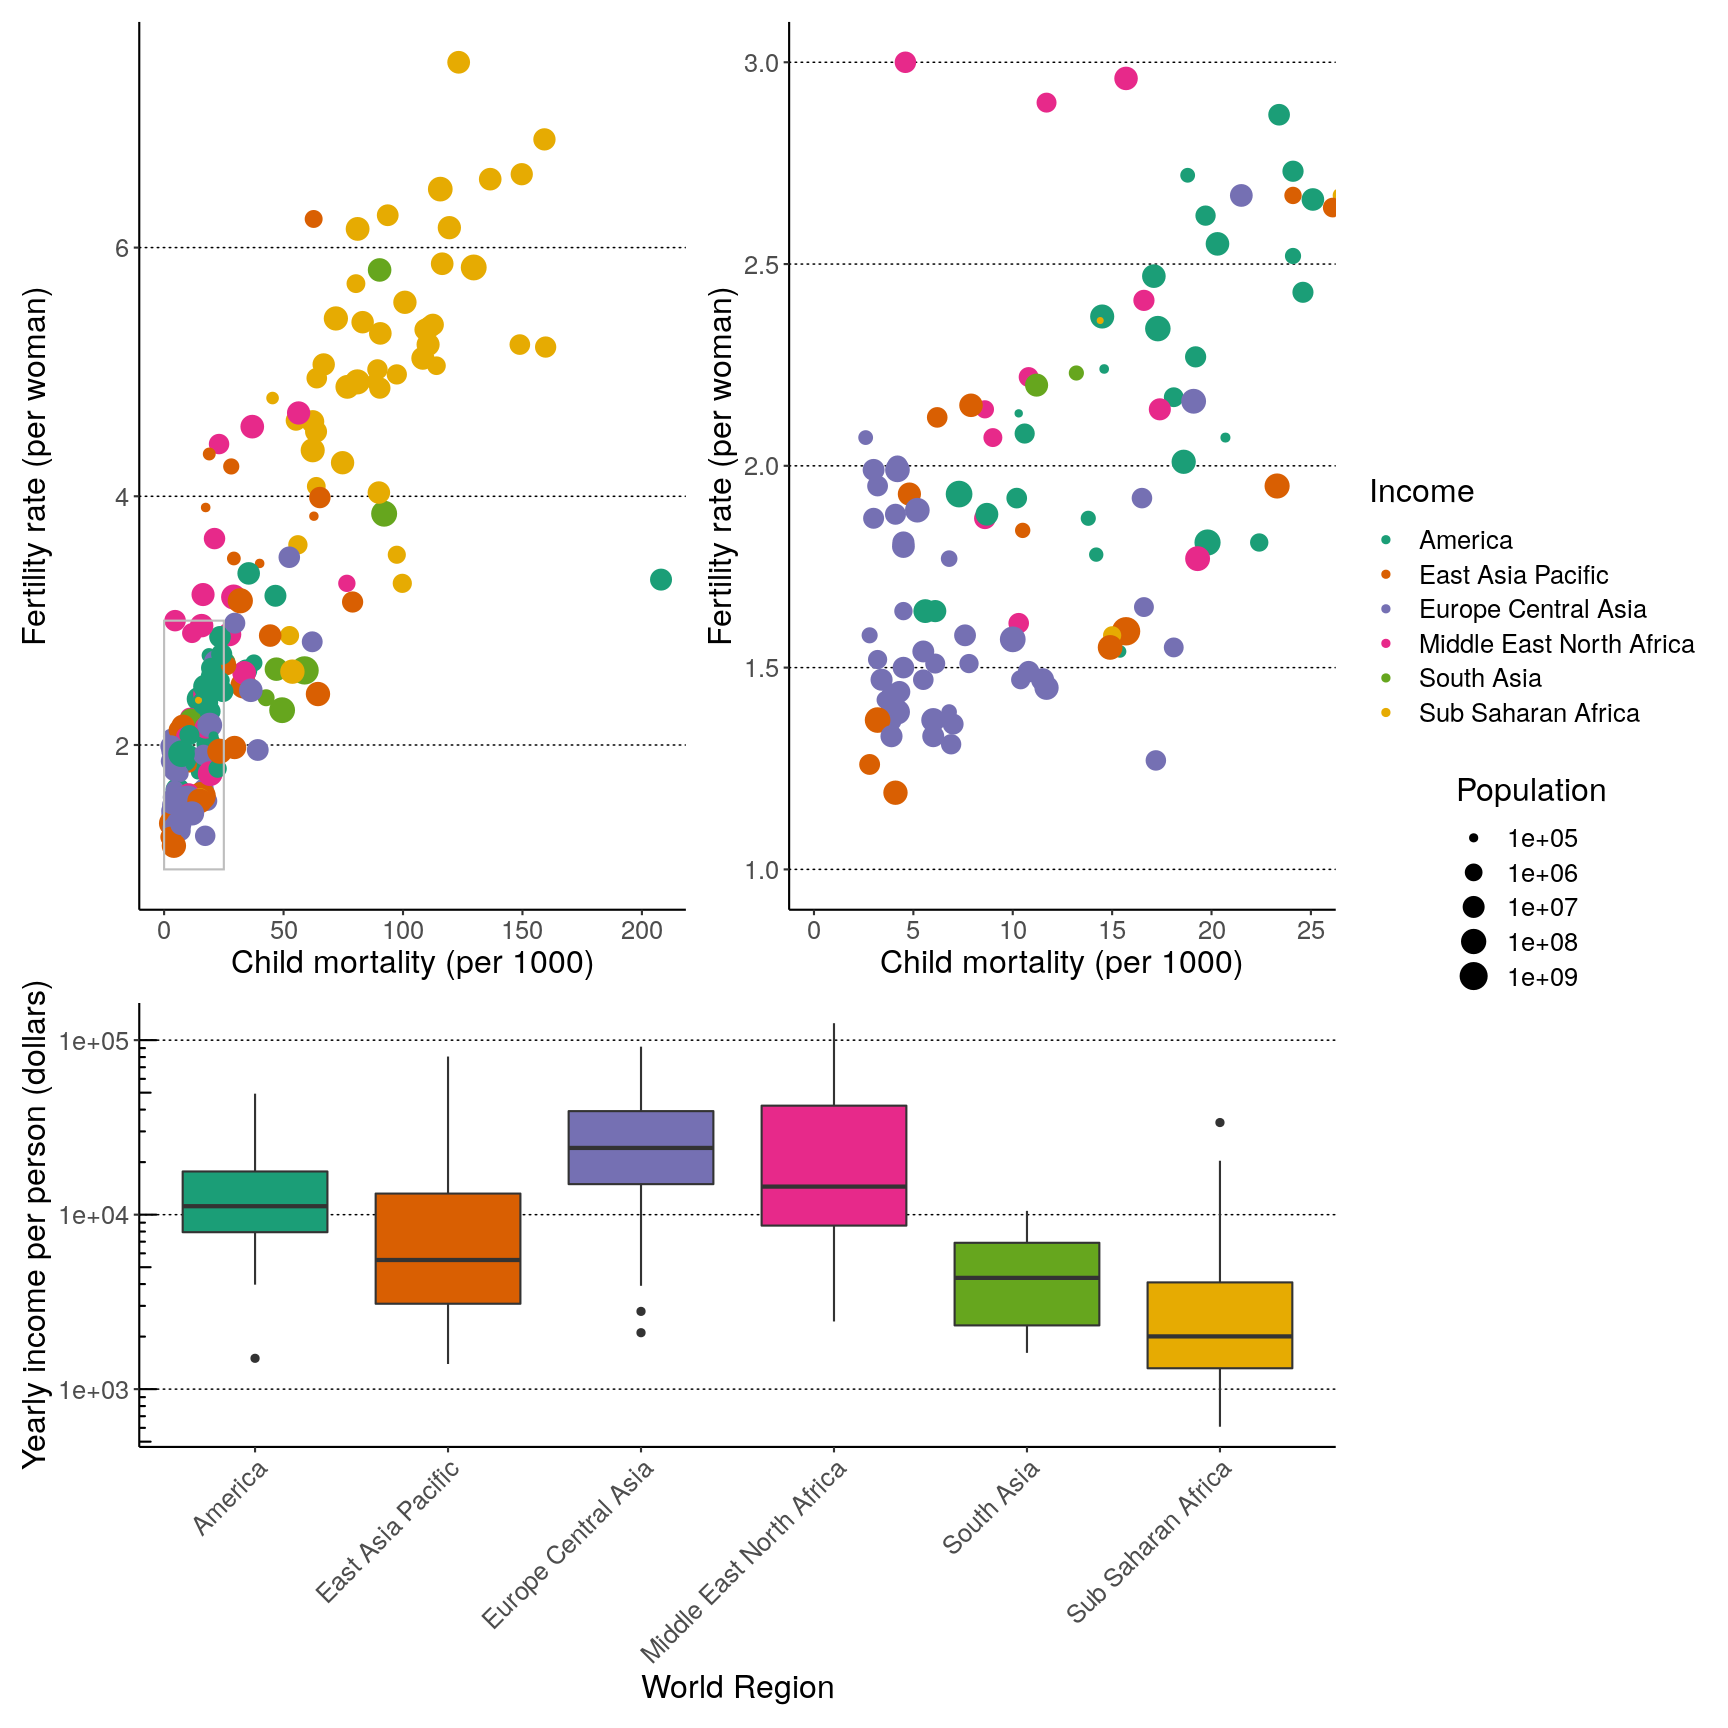 Fertility rate (per woman)
6
4
2
0
50
100
150
200
Child mortality (per 1000)
Fertility rate (per woman)
3.0
2.5
2.0
1.5
1.0
0
5
10
15
20
25
Child mortality (per 1000)
Income
America
East Asia Pacific
Europe Central Asia
Middle East North Africa
South Asia
Sub Saharan Africa
Population
1e+05
1e+06
1e+07
1e+08
1e+09
Yearly income per person (dollars)
1e+05
1e+04
1e+03
America
East Asia Pacific
Europe Central Asia
Middle East North Africa
South Asia
Sub Saharan Africa
World Region